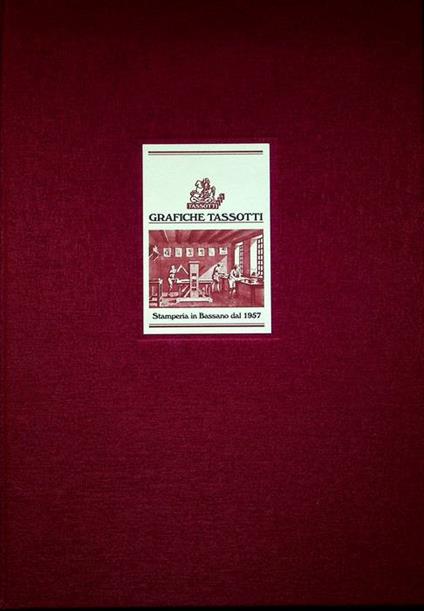 TASSOTTI
GRAFICHE TASSOTTI
Stamperia in Bassano dal 1957